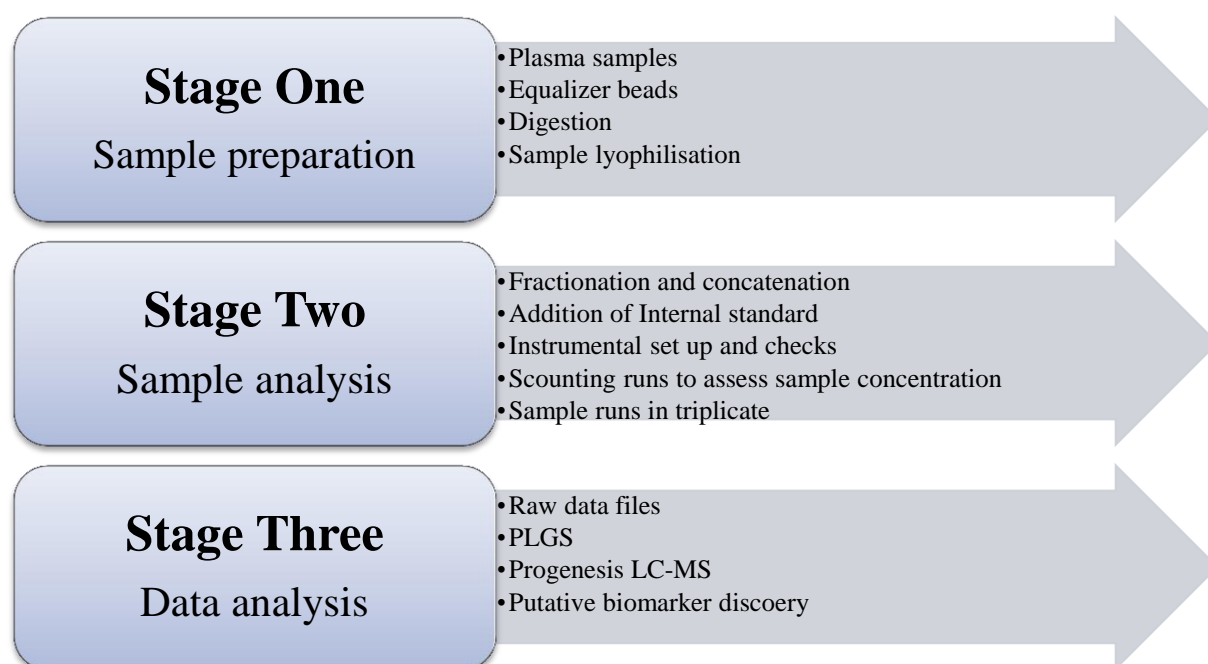 Stage One
Sample preparation
•Plasma samples
•Equalizer beads
•Digestion
•Sample lyophilisation
Stage Two
Sample analysis
•Fractionation and concatenation
•Addition of Internal standard
•Instrumental set up and checks
•Scounting runs to assess sample concentration
•Sample runs in triplicate
Stage Three
Data analysis
•Raw data files
•PLGS
•Progenesis LC-MS
•Putative biomarker discoery